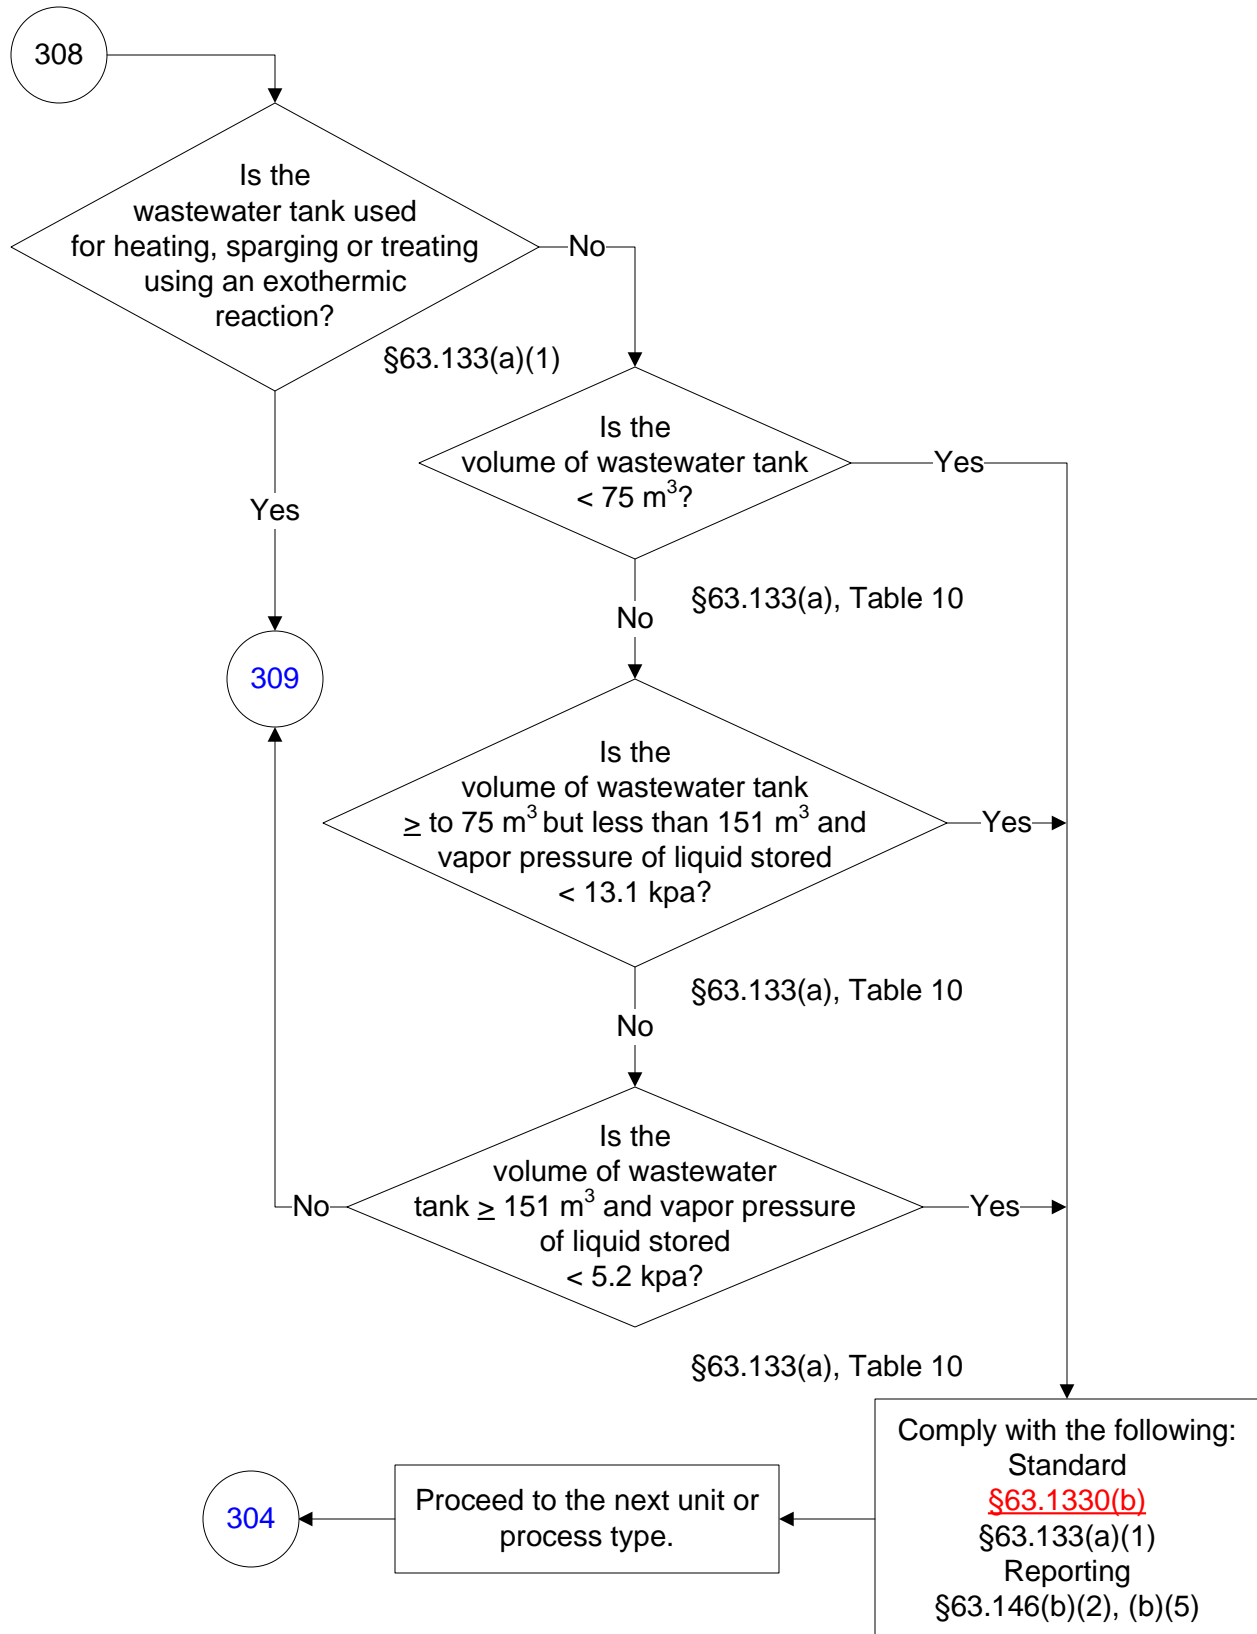 308
Is the
wastewater tank used
for heating, sparging or treating
using an exothermic
reaction?
No
§63.133(a)(1)
Yes
Is the
volume of wastewater tank
< 75 m³?
Yes
No
§63.133(a), Table 10
309
Is the
volume of wastewater tank
≥ to 75 m³ but less than 151 m³ and
vapor pressure of liquid stored
< 13.1 kpa?
Yes
§63.133(a), Table 10
No
Is the
volume of wastewater
tank ≥ 151 m³ and vapor pressure
of liquid stored
< 5.2 kpa?
No
Yes
§63.133(a), Table 10
Comply with the following:
Standard
§63.1330(b)
§63.133(a)(1)
Reporting
§63.146(b)(2), (b)(5)
Proceed to the next unit or
process type.
304